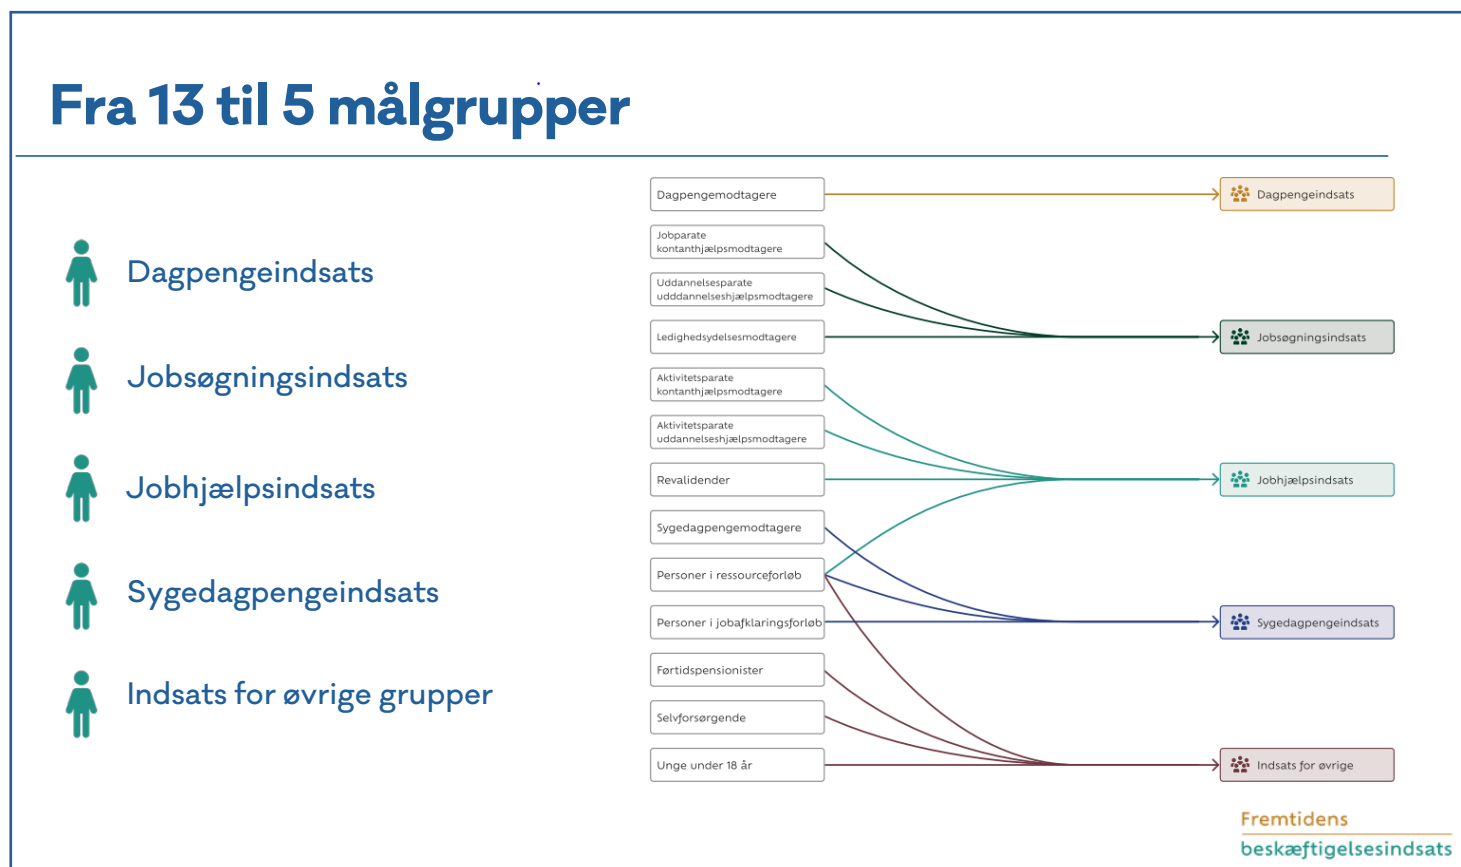 Fra 13 til 5 målgrupper
Dagpengeindsats
Jobsøgningsindsats
Jobhjælpsindsats
Sygedagpengeindsats
Indsats for øvrige grupper
Dagpengemodtagere
Jobparate
kontanthjælpsmodtagere
Uddannelsesparate
udddannelseshjælpsmodtagere
Ledighedsydelsesmodtagere
Aktivitetsparate
kontanthjælpsmodtagere
Aktivitetsparate
uddannelseshjælpsmodtagere
Revalidender
Sygedagpengemodtagere
Personer i ressourceforløb
Personer i jobafklaringsforløb
Førtidspensionister
Selvforsørgende
Unge under 18 år
Dagpengeindsats
Jobsøgningsindsats
Jobhjælpsindsats
Sygedagpengeindsats
Indsats for øvrige
Fremtidens
beskæftigelsesindsats